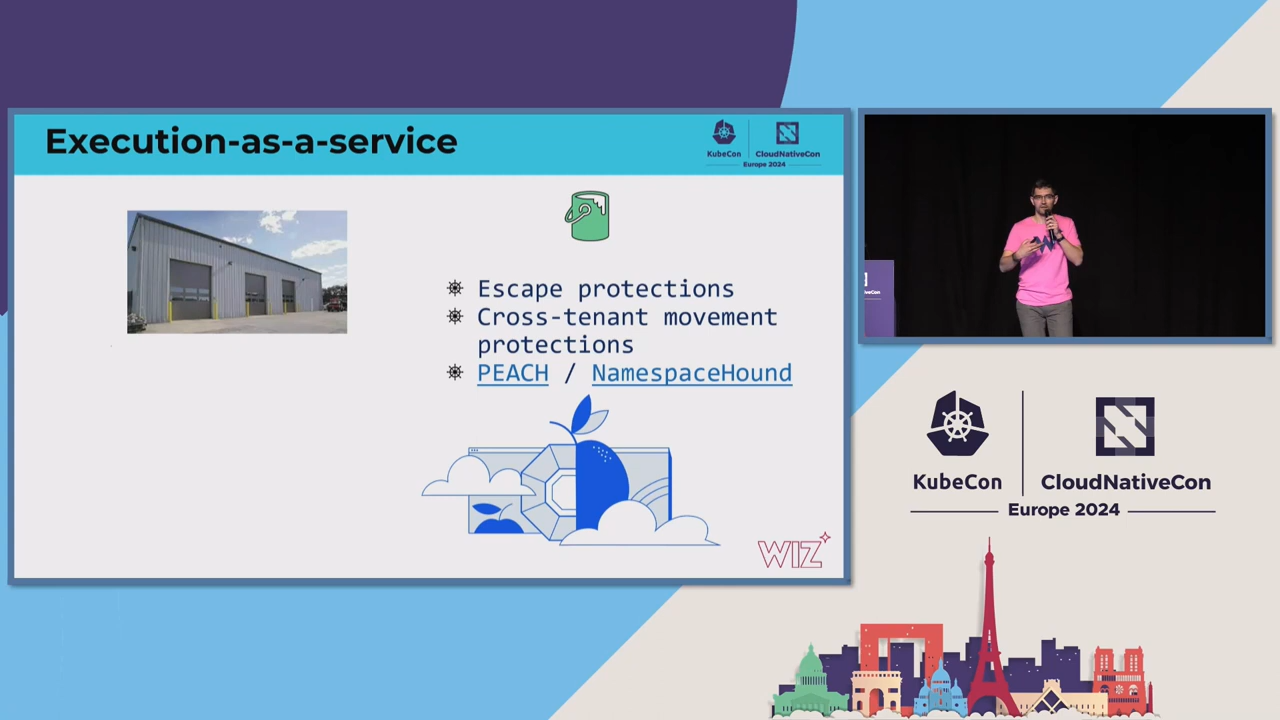 Execution-as-a-service
KubeCon
CloudNativeCon
Europe 2024
Escape protections
Cross-tenant movement
protections
PEACH / NamespaceHound
WIZ
KubeCon
CloudNativeCon
Europe 2024